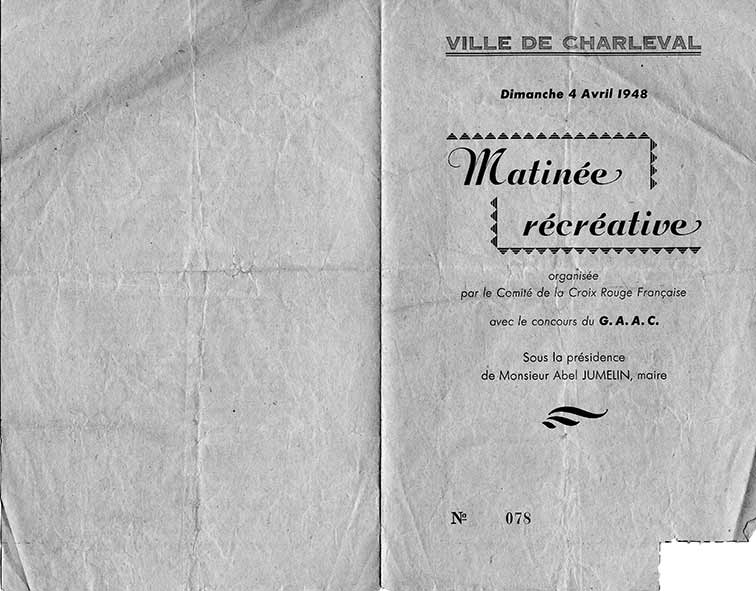 VILLE DE CHARLEVAL
Dimanche 4 Avril 1948
Matinée
récréative
organisée
par le Comité de la Croix Rouge Française
avec le concours du G. A. A. C.
Sous la présidence
de Monsieur Abel JUMELIN, maire
Nº 078